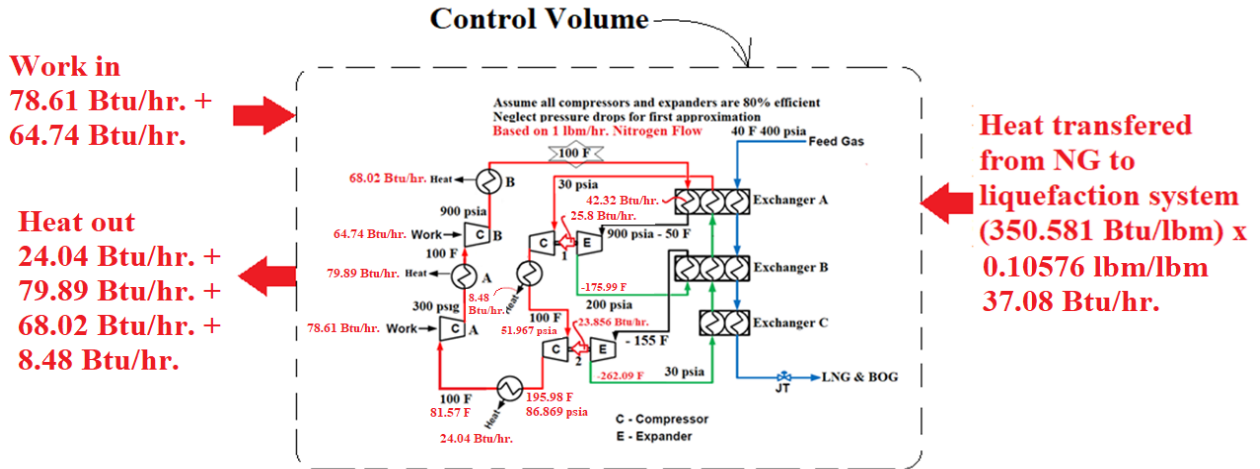 Control Volume
Work in
78.61 Btu/hr. +
64.74 Btu/hr.
Heat out
24.04 Btu/hr. +
79.89 Btu/hr. +
68.02 Btu/hr. +
8.48 Btu/hr.
Assume all compressors and expanders are 80% efficient
Neglect pressure drops for first approximation
Based on 1 lbm/hr. Nitrogen Flow
40 F 400 psia
Feed Gas
100 F
30 psia
68.02 Btu/hr. Heat
B
42.32 Btu/hr.
Exchanger A
25.8 Btu/hr.
900 psia
64.74 Btu/hr. Work
C
B
C
E
1
900 psia - 50 F
100 F
79.89 Btu/hr. Heat
A
Exchanger B
-175.99 F
200 psia
8.48
Btu/hr.
Heat
300 psig
78.61 Btu/hr. Work
C
A
51.967 psia
100 F
23.856 Btu/hr.
Exchanger C
C
E
2
- 155 F
-262.09 F
30 psia
JT
LNG & BOG
100 F
81.57 F
195.98 F
86.869 psia
Heat
24.04 Btu/hr.
C - Compressor
E - Expander
Heat transfered
from NG to
liquefaction system
(350.581 Btu/lbm) x
0.10576 lbm/lbm
37.08 Btu/hr.